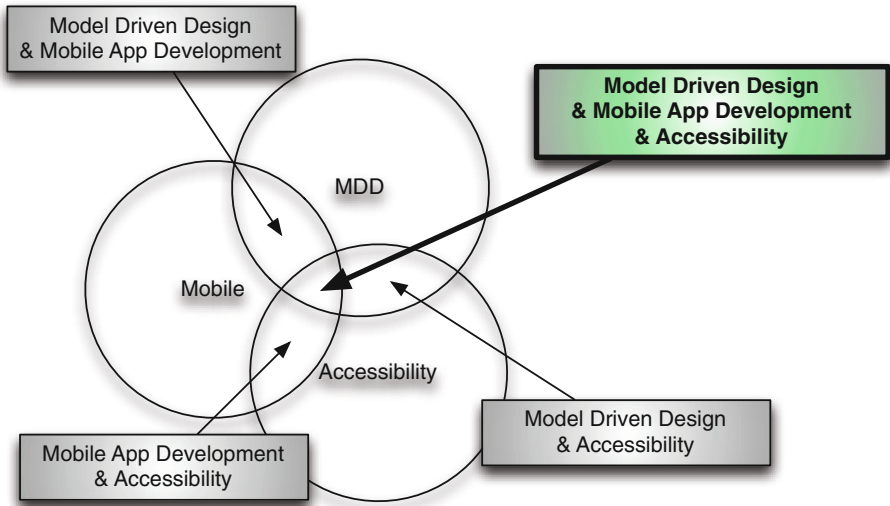 Model Driven Design
& Mobile App Development
Model Driven Design
& Mobile App Development
& Accessibility
MDD
Mobile
Accessibility
Model Driven Design
& Accessibility
Mobile App Development
& Accessibility